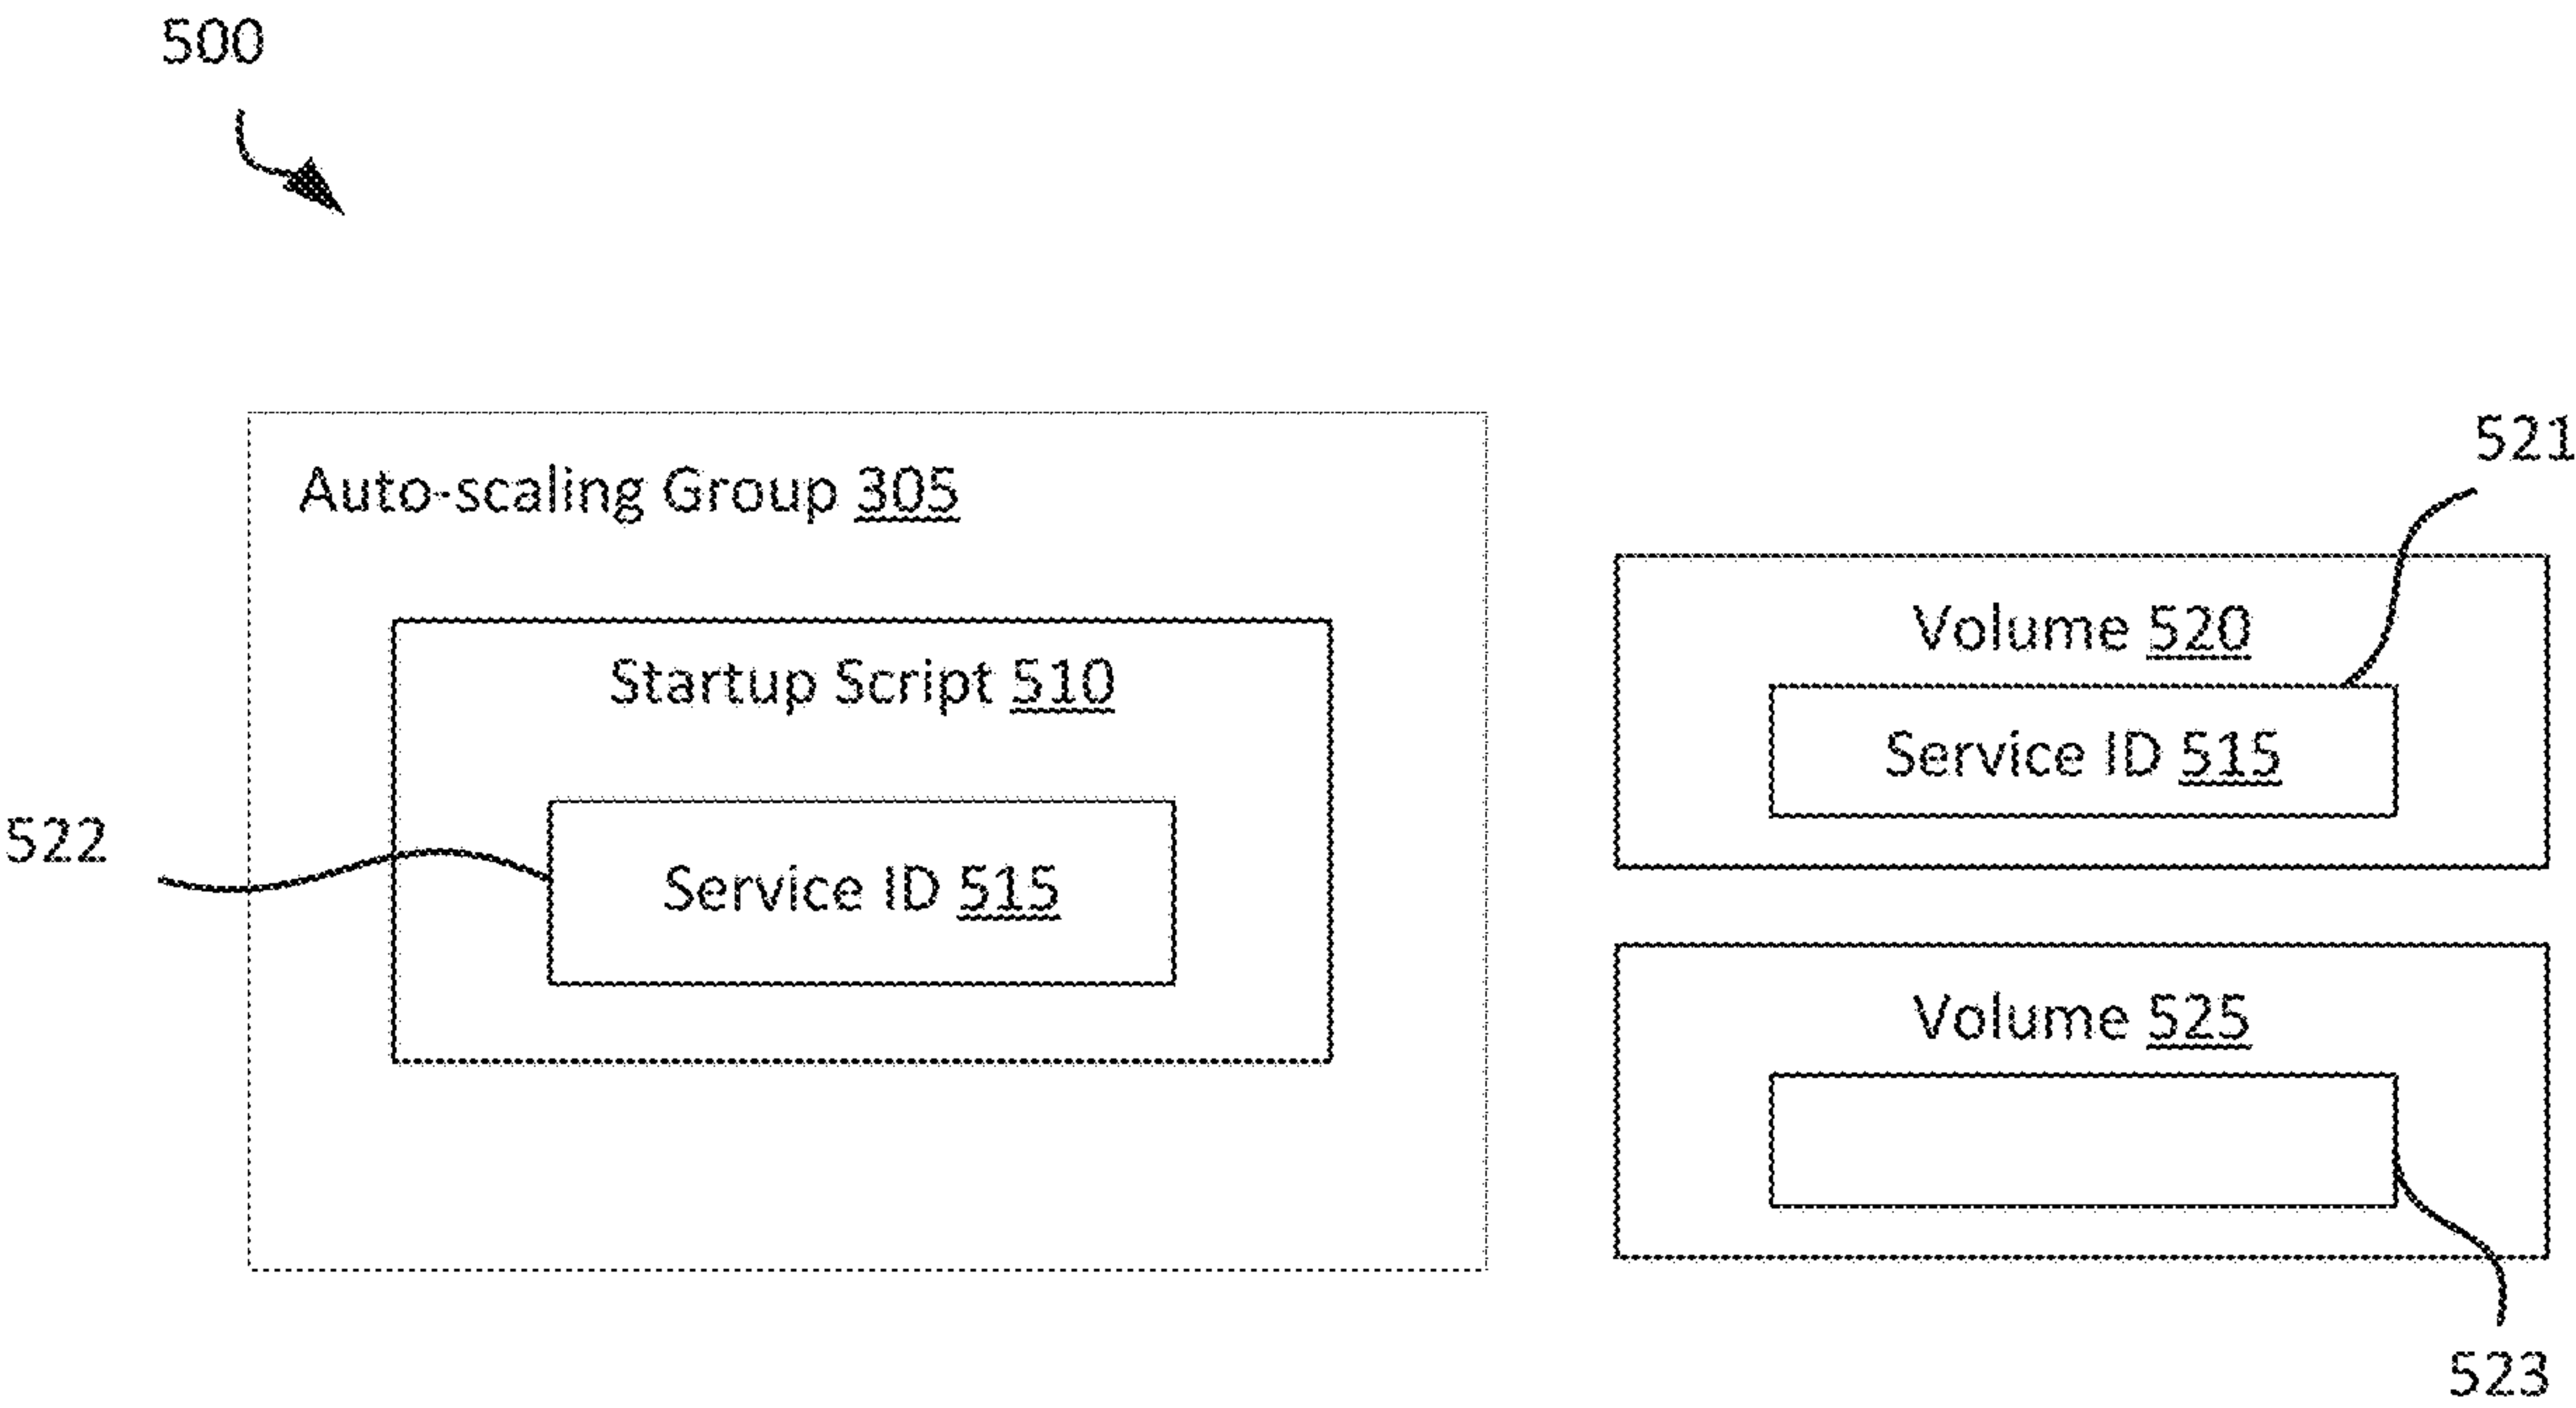 500
Auto-scaling Group 305
521
Volume 520
Startup Script 510
Service ID 515
522
Service ID 515
Volume 525
523